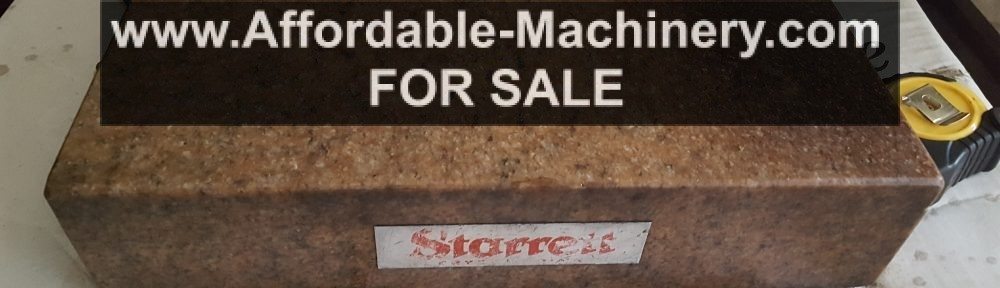 www.Affordable-Machinery.com
FOR SALE
Starrett